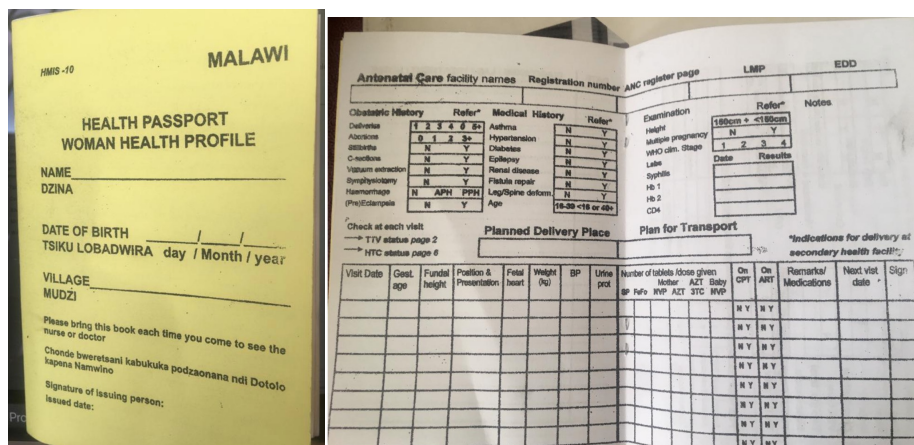 HMIS -10
MALAWI
HEALTH PASSPORT
WOMAN HEALTH PROFILE
NAME
DZINA
DATE OF BIRTH / /
TSIKU LOBADWIRA day / Month / year
VILLAGE
MUDZI
Please bring this book each time you come to see the
nurse or doctor
Chonde bweretsani kabukuka podzaonana ndi Dotolo
kapena Namwino
Signature of issuing person:
issued date:
Antenatal Care facility names Registration number ANC register page LMP EDD
Obstetric History Refer* Medical History Refer*
Deliveries 1 2 3 4 5 5+ Asthma N Y
Abortions 0 1 2 3+ Hypertension N Y
Stillbirths N Y Diabetes N Y
C-sections N Y Epilepsy N Y
Vacuum extraction N Y Renal disease N Y
Symphysiotomy N Y Fistula repair N Y
Haemorrhage N APH PPH Leg/Spine deform. N Y
(Pre)Eclampsia N Y Age 16-39 <16 or 40+
Examination Refer* Notes
Height 150cm + <150cm
Multiple pregnancy N Y
WHO clin. Stage 1 2 3 4
Labs Date Results
Syphilis
Hb 1
Hb 2
CD4
Check at each visit
TTV status page 2
HTC status page 6
Planned Delivery Place Plan for Transport
*Indications for delivery at
secondary health facility
Visit Date Gest. age Fundal height Position & Presentation Fetal heart Weight (kg) BP Urine prot Number of tablets /dose given On CPT On ART Remarks/ Medications Next vist date Sign
Mother AZT Baby
SP FeFo NVP AZT 3TC NVP
N Y N Y
N Y N Y
N Y N Y
N Y N Y
N Y N Y
N Y N Y
N Y N Y
N Y N Y